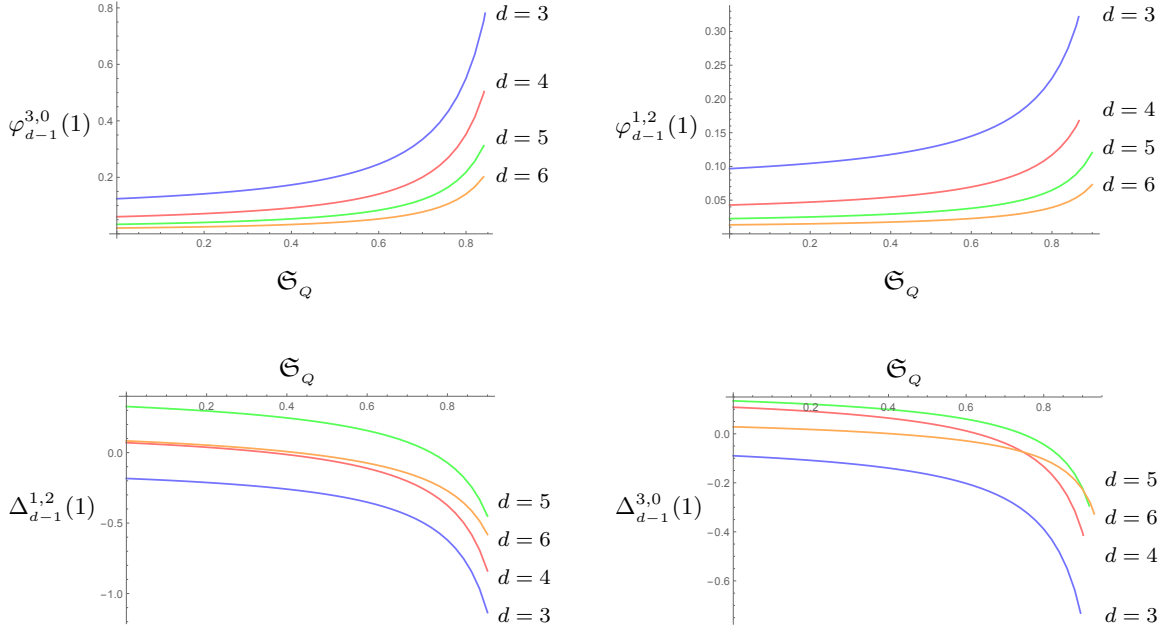 0.8
0.6
0.4
0.2
0.2 0.4 0.6 0.8
φ^{3,0}_{d−1}(1)
d = 3
d = 4
d = 5
d = 6
𝔖_Q
0.30
0.25
0.20
0.15
0.10
0.05
0.2 0.4 0.6 0.8
φ^{1,2}_{d−1}(1)
d = 3
d = 4
d = 5
d = 6
𝔖_Q
𝔖_Q
0.2 0.4 0.6 0.8
0.0
−0.5
−1.0
Δ^{1,2}_{d−1}(1)
d = 5
d = 6
d = 4
d = 3
𝔖_Q
0.2 0.4 0.6 0.8
0.0
−0.2
−0.4
−0.6
Δ^{3,0}_{d−1}(1)
d = 5
d = 6
d = 4
d = 3